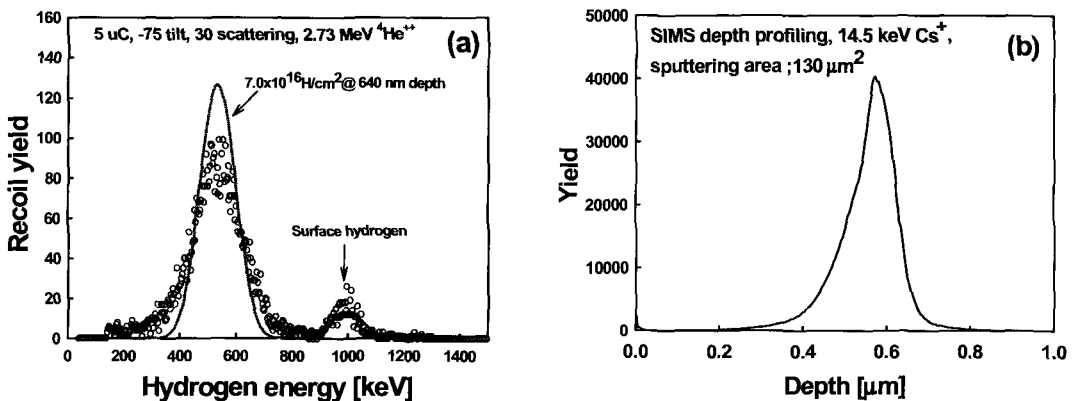 5 uC, -75 tilt, 30 scattering, 2.73 MeV ⁴He⁺⁺
(a)
7.0x10¹⁶H/cm²@ 640 nm depth
Surface hydrogen
Recoil yield
160
140
120
100
80
60
40
20
0
0 200 400 600 800 1000 1200 1400
Hydrogen energy [keV]
SIMS depth profiling, 14.5 keV Cs⁺,
sputtering area ;130 μm²
(b)
Yield
50000
40000
30000
20000
10000
0
0.0 0.2 0.4 0.6 0.8 1.0
Depth [μm]